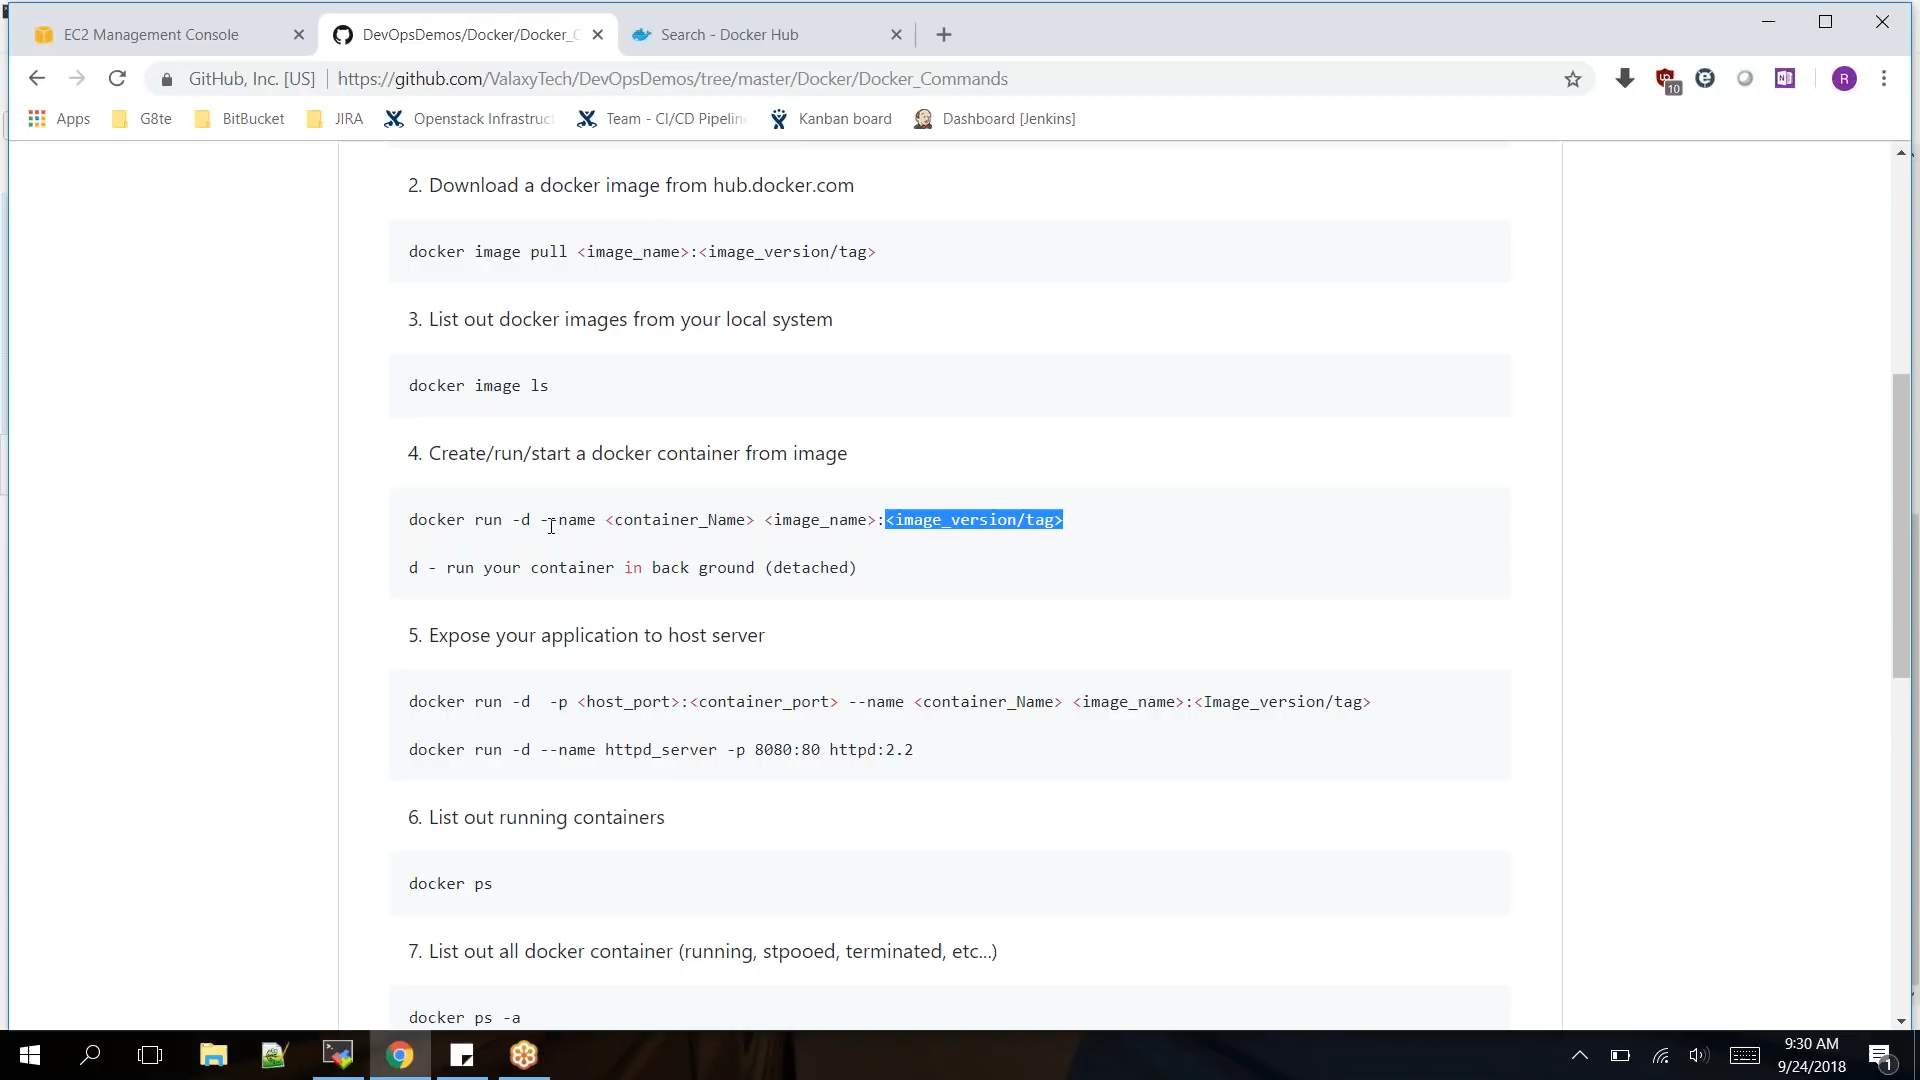 EC2 Management Console
DevOpsDemos/Docker/Docker_C
Search - Docker Hub
GitHub, Inc. [US]
https://github.com/ValaxyTech/DevOpsDemos/tree/master/Docker/Docker_Commands
10
R
Apps
G8te
BitBucket
JIRA
Openstack Infrastruct
Team - CI/CD Pipelin
Kanban board
Dashboard [Jenkins]
2. Download a docker image from hub.docker.com
docker image pull <image_name>:<image_version/tag>
3. List out docker images from your local system
docker image ls
4. Create/run/start a docker container from image
docker run -d --name <container_Name> <image_name>:<image_version/tag>
d - run your container in back ground (detached)
5. Expose your application to host server
docker run -d  -p <host_port>:<container_port> --name <container_Name> <image_name>:<Image_version/tag>
docker run -d --name httpd_server -p 8080:80 httpd:2.2
6. List out running containers
docker ps
7. List out all docker container (running, stpooed, terminated, etc...)
docker ps -a
9:30 AM
9/24/2018
1